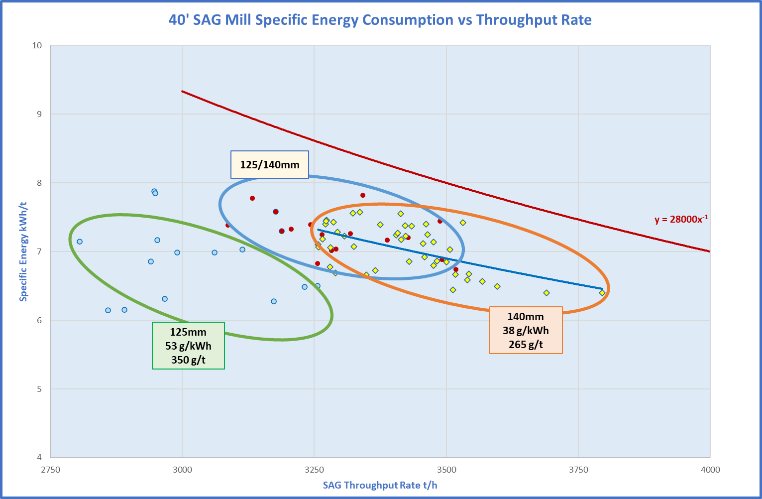 40' SAG Mill Specific Energy Consumption vs Throughput Rate
10
9
8
7
6
5
4
Specific Energy kWh/t
125/140mm
y = 28000x⁻¹
125mm
53 g/kWh
350 g/t
140mm
38 g/kWh
265 g/t
2750 3000 3250 3500 3750 4000
SAG Throughput Rate t/h